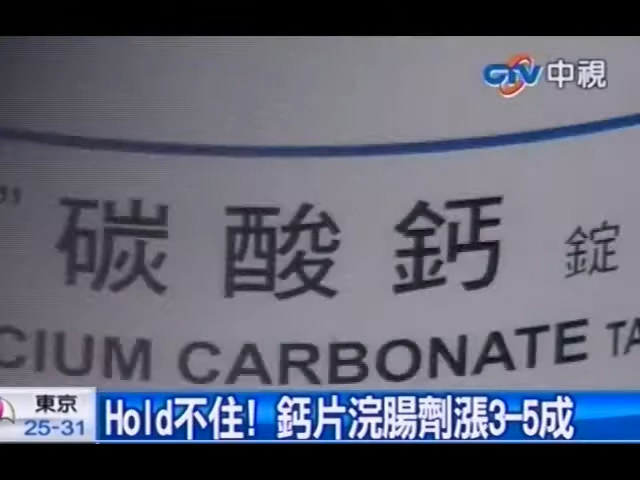 CTV中視
"碳酸鈣 錠
CIUM CARBONATE TA
東京
25-31
Hold不住! 鈣片浣腸劑漲3-5成